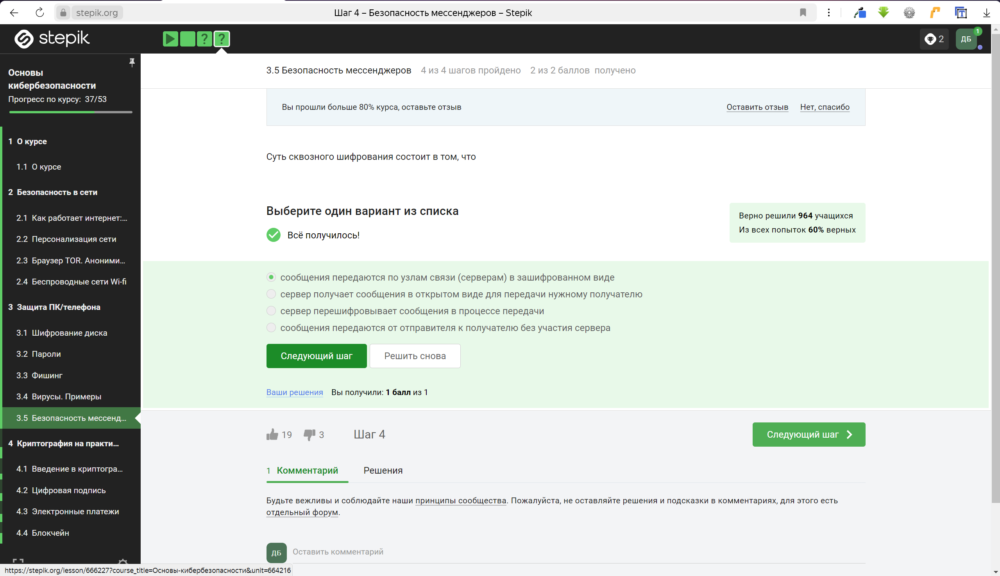 stepik.org
Шаг 4 – Безопасность мессенджеров – Stepik
stepik
? ?
2
ДБ
1
Основы
кибербезопасности
Прогресс по курсу: 37/53
1 О курсе
1.1 О курсе
2 Безопасность в сети
2.1 Как работает интернет:...
2.2 Персонализация сети
2.3 Браузер TOR. Аноними...
2.4 Беспроводные сети Wi-fi
3 Защита ПК/телефона
3.1 Шифрование диска
3.2 Пароли
3.3 Фишинг
3.4 Вирусы. Примеры
3.5 Безопасность мессенд...
4 Криптография на практи...
4.1 Введение в криптогра...
4.2 Цифровая подпись
4.3 Электронные платежи
4.4 Блокчейн
3.5 Безопасность мессенджеров 4 из 4 шагов пройдено 2 из 2 баллов получено
Вы прошли больше 80% курса, оставьте отзыв Оставить отзыв Нет, спасибо
Суть сквозного шифрования состоит в том, что
Выберите один вариант из списка
Всё получилось!
Верно решили 964 учащихся
Из всех попыток 60% верных
сообщения передаются по узлам связи (серверам) в зашифрованном виде
сервер получает сообщения в открытом виде для передачи нужному получателю
сервер перешифровывает сообщения в процессе передачи
сообщения передаются от отправителя к получателю без участия сервера
Следующий шаг Решить снова
Ваши решения Вы получили: 1 балл из 1
19 3 Шаг 4 Следующий шаг
1 Комментарий Решения
Будьте вежливы и соблюдайте наши принципы сообщества. Пожалуйста, не оставляйте решения и подсказки в комментариях, для этого есть
отдельный форум.
ДБ Оставить комментарий
https://stepik.org/lesson/666227?course_title=Основы-кибербезопасности&unit=664216